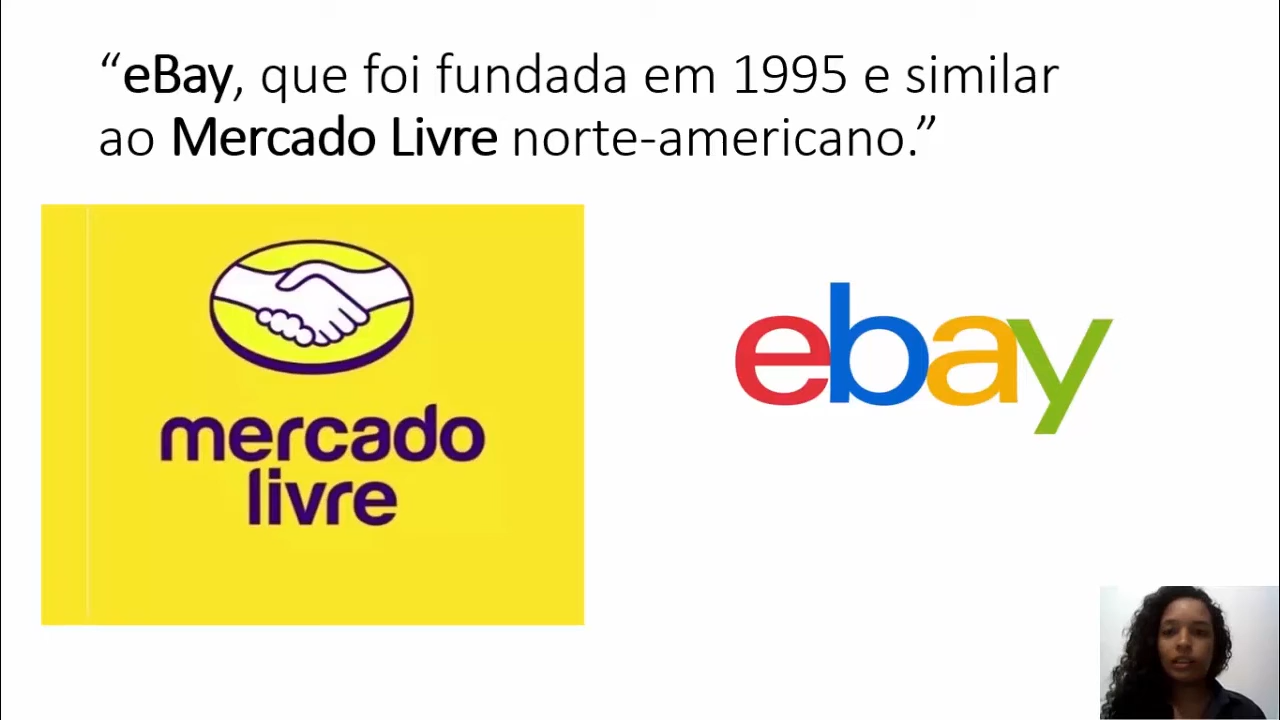 “eBay, que foi fundada em 1995 e similar
ao Mercado Livre norte-americano.”
mercado
livre
ebay